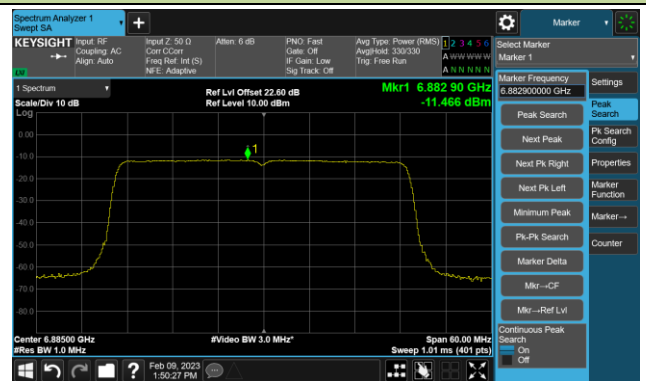 Spectrum Analyzer 1
Swept SA
+
Marker
KEYSIGHT
Input: RF
Coupling: AC
Align: Auto
Input Z: 50 Ω
Corr CCorr
Freq Ref: Int (S)
NFE: Adaptive
Atten: 6 dB
PNO: Fast
Gate: Off
IF Gain: Low
Sig Track: Off
Avg Type: Power (RMS)
Avg|Hold: 330/330
Trig: Free Run
1 2 3 4 5 6
A W W W W W
A N N N N N
LU
Select Marker
Marker 1
1 Spectrum
Scale/Div 10 dB
Log
Ref Lvl Offset 22.60 dB
Ref Level 10.00 dBm
Mkr1 6.882 90 GHz
-11.466 dBm
0.00
-10.0
-20.0
-30.0
-40.0
-50.0
-60.0
-70.0
-80.0
1
Center 6.88500 GHz
#Res BW 1.0 MHz
#Video BW 3.0 MHz*
Span 60.00 MHz
Sweep 1.01 ms (401 pts)
Marker Frequency
6.882900000 GHz
Peak Search
Next Peak
Next Pk Right
Next Pk Left
Minimum Peak
Pk-Pk Search
Marker Delta
Mkr→CF
Mkr→Ref Lvl
Continuous Peak
Search
On
Off
Settings
Peak
Search
Pk Search
Config
Properties
Marker
Function
Marker→
Counter
?
Feb 09, 2023
1:50:27 PM